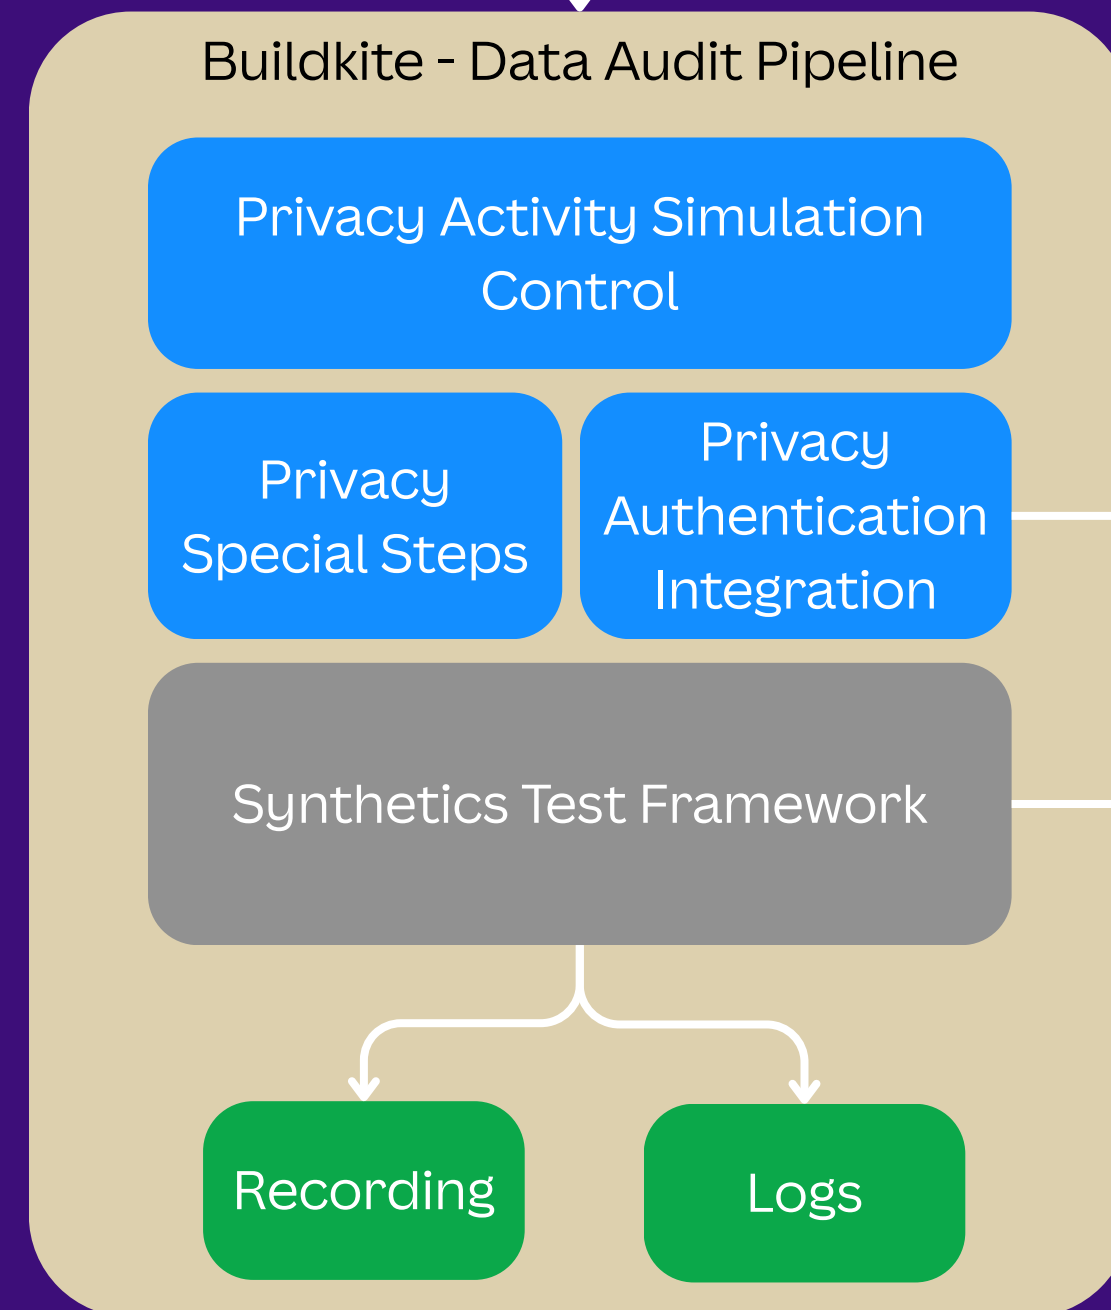 Buildkite - Data Audit Pipeline
Privacy Activity Simulation
Control
Privacy
Special Steps
Privacy
Authentication
Integration
Synthetics Test Framework
Recording
Logs